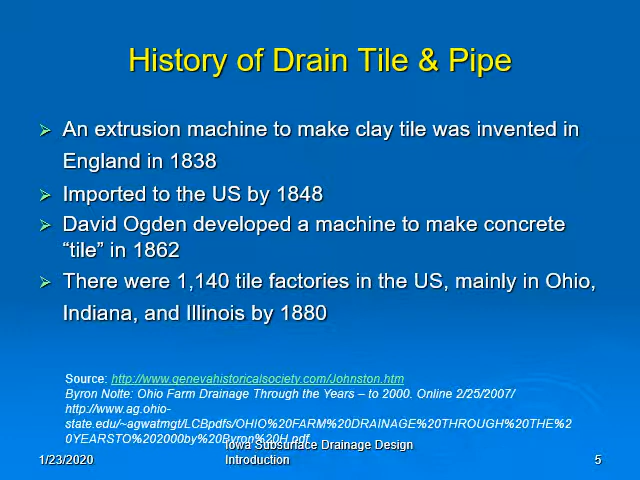 History of Drain Tile & Pipe
An extrusion machine to make clay tile was invented in
England in 1838
Imported to the US by 1848
David Ogden developed a machine to make concrete
“tile” in 1862
There were 1,140 tile factories in the US, mainly in Ohio,
Indiana, and Illinois by 1880
Source: http://www.genevahistoricalsociety.com/Johnston.htm
Byron Nolte: Ohio Farm Drainage Through the Years – to 2000. Online 2/25/2007/
http://www.ag.ohio-
state.edu/~agwatmgt/LCBpdfs/OHIO%20FARM%20DRAINAGE%20THROUGH%20THE%2
0YEARSTO%202000by%20Byron%20H.pdf
Iowa Subsurface Drainage Design
1/23/2020 Introduction 5